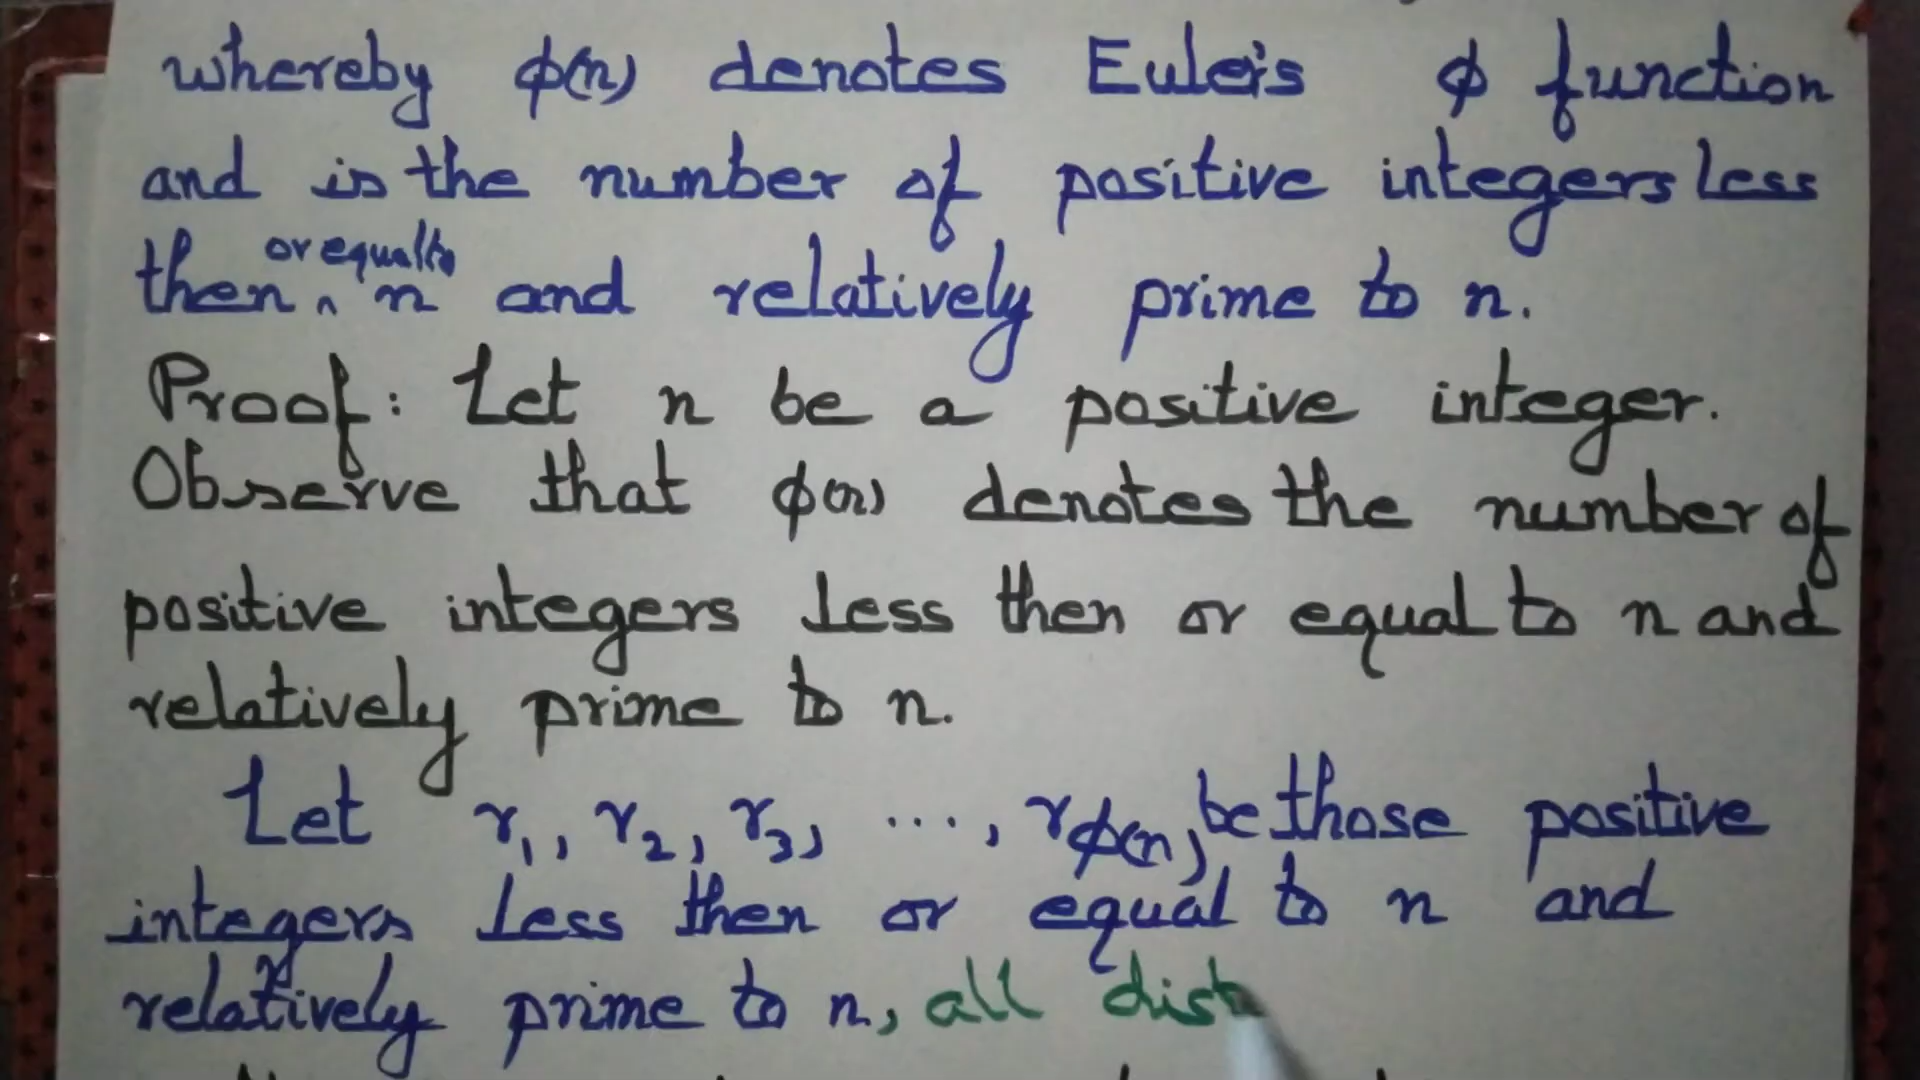 whereby φ(n) denotes Euler's φ function
and is the number of positive integers less
then or equal to n and relatively prime to n.
Proof: Let n be a positive integer.
Observe that φ(n) denotes the number of
positive integers less then or equal to n and
relatively prime to n.
Let r₁, r₂, r₃, ..., r_φ(n) be those positive
integers less then or equal to n and
relatively prime to n, all dist